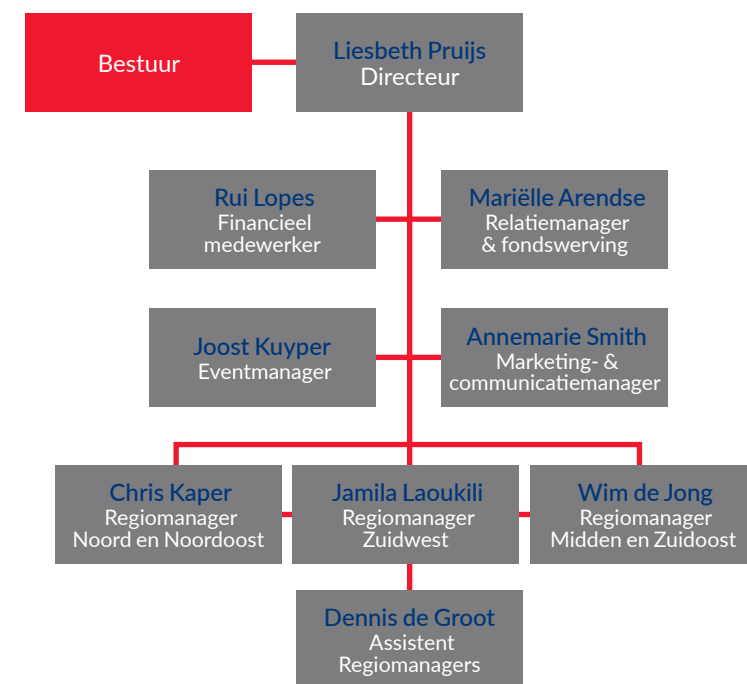 Bestuur
Liesbeth Pruijs
Directeur
Rui Lopes
Financieel
medewerker
Mariëlle Arendse
Relatiemanager
& fondswerving
Joost Kuyper
Eventmanager
Annemarie Smith
Marketing- &
communicatiemanager
Chris Kaper
Regiomanager
Noord en Noordoost
Jamila Laoukili
Regiomanager
Zuidwest
Wim de Jong
Regiomanager
Midden en Zuidoost
Dennis de Groot
Assistent
Regiomanagers